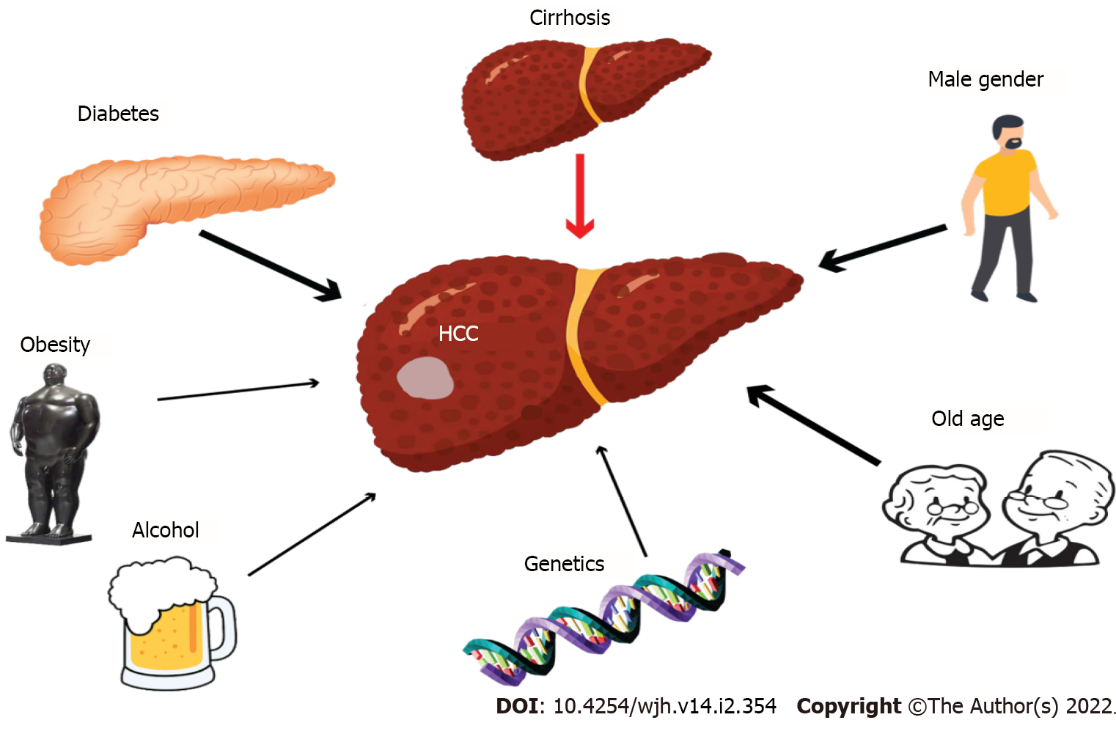 Cirrhosis
Male gender
Diabetes
HCC
Obesity
Old age
Alcohol
Genetics
DOI: 10.4254/wjh.v14.i2.354 Copyright ©The Author(s) 2022.